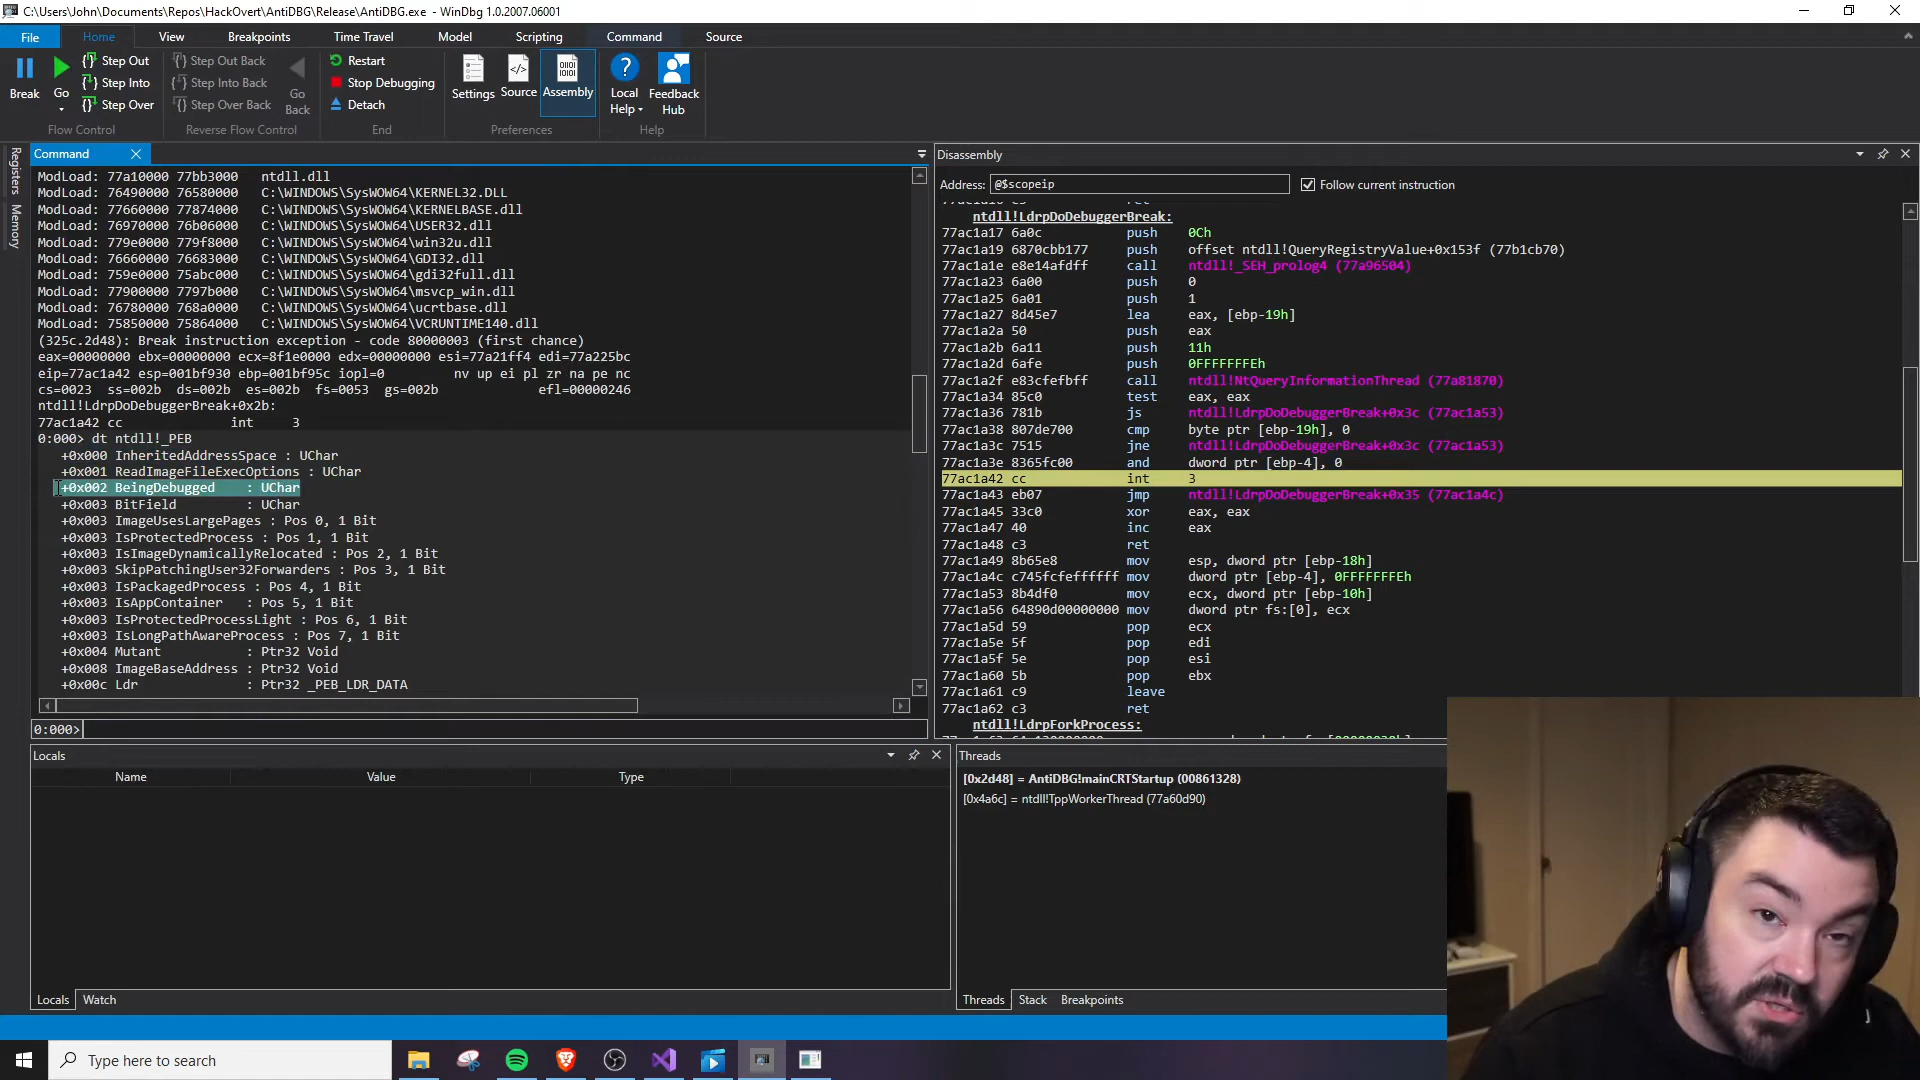 C:\Users\John\Documents\Repos\HackOvert\AntiDBG\Release\AntiDBG.exe - WinDbg 1.0.2007.06001
File Home View Breakpoints Time Travel Model Scripting Command Source
Break
Go
Step Out
Step Into
Step Over
Flow Control
Step Out Back
Step Into Back
Step Over Back
Go Back
Reverse Flow Control
Restart
Stop Debugging
Detach
End
Settings
Source
Assembly
Preferences
Local Help
Feedback Hub
Help
Registers
Memory
Command
ModLoad: 77a10000 77bb3000   ntdll.dll
ModLoad: 76490000 76580000   C:\WINDOWS\SysWOW64\KERNEL32.DLL
ModLoad: 77660000 77874000   C:\WINDOWS\SysWOW64\KERNELBASE.dll
ModLoad: 76970000 76b06000   C:\WINDOWS\SysWOW64\USER32.dll
ModLoad: 779e0000 779f8000   C:\WINDOWS\SysWOW64\win32u.dll
ModLoad: 76660000 76683000   C:\WINDOWS\SysWOW64\GDI32.dll
ModLoad: 759e0000 75abc000   C:\WINDOWS\SysWOW64\gdi32full.dll
ModLoad: 77900000 7797b000   C:\WINDOWS\SysWOW64\msvcp_win.dll
ModLoad: 76780000 768a0000   C:\WINDOWS\SysWOW64\ucrtbase.dll
ModLoad: 75850000 75864000   C:\WINDOWS\SysWOW64\VCRUNTIME140.dll
(325c.2d48): Break instruction exception - code 80000003 (first chance)
eax=00000000 ebx=00000000 ecx=8f1e0000 edx=00000000 esi=77a21ff4 edi=77a225bc
eip=77ac1a42 esp=001bf930 ebp=001bf95c iopl=0         nv up ei pl zr na pe nc
cs=0023  ss=002b  ds=002b  es=002b  fs=0053  gs=002b             efl=00000246
ntdll!LdrpDoDebuggerBreak+0x2b:
77ac1a42 cc              int     3
0:000> dt ntdll!_PEB
+0x000 InheritedAddressSpace : UChar
+0x001 ReadImageFileExecOptions : UChar
+0x002 BeingDebugged    : UChar
+0x003 BitField         : UChar
+0x003 ImageUsesLargePages : Pos 0, 1 Bit
+0x003 IsProtectedProcess : Pos 1, 1 Bit
+0x003 IsImageDynamicallyRelocated : Pos 2, 1 Bit
+0x003 SkipPatchingUser32Forwarders : Pos 3, 1 Bit
+0x003 IsPackagedProcess : Pos 4, 1 Bit
+0x003 IsAppContainer   : Pos 5, 1 Bit
+0x003 IsProtectedProcessLight : Pos 6, 1 Bit
+0x003 IsLongPathAwareProcess : Pos 7, 1 Bit
+0x004 Mutant           : Ptr32 Void
+0x008 ImageBaseAddress : Ptr32 Void
+0x00c Ldr              : Ptr32 _PEB_LDR_DATA
0:000>
Disassembly
Address: @$scopeip Follow current instruction
ntdll!LdrpDoDebuggerBreak:
77ac1a17 6a0c push 0Ch
77ac1a19 6870cbb177 push offset ntdll!QueryRegistryValue+0x153f (77b1cb70)
77ac1a1e e8e14afdff call ntdll!_SEH_prolog4 (77a96504)
77ac1a23 6a00 push 0
77ac1a25 6a01 push 1
77ac1a27 8d45e7 lea eax, [ebp-19h]
77ac1a2a 50 push eax
77ac1a2b 6a11 push 11h
77ac1a2d 6afe push 0FFFFFFFEh
77ac1a2f e83cfefbff call ntdll!NtQueryInformationThread (77a81870)
77ac1a34 85c0 test eax, eax
77ac1a36 781b js ntdll!LdrpDoDebuggerBreak+0x3c (77ac1a53)
77ac1a38 807de700 cmp byte ptr [ebp-19h], 0
77ac1a3c 7515 jne ntdll!LdrpDoDebuggerBreak+0x3c (77ac1a53)
77ac1a3e 8365fc00 and dword ptr [ebp-4], 0
77ac1a42 cc int 3
77ac1a43 eb07 jmp ntdll!LdrpDoDebuggerBreak+0x35 (77ac1a4c)
77ac1a45 33c0 xor eax, eax
77ac1a47 40 inc eax
77ac1a48 c3 ret
77ac1a49 8b65e8 mov esp, dword ptr [ebp-18h]
77ac1a4c c745fcfeffffff mov dword ptr [ebp-4], 0FFFFFFFEh
77ac1a53 8b4df0 mov ecx, dword ptr [ebp-10h]
77ac1a56 64890d00000000 mov dword ptr fs:[0], ecx
77ac1a5d 59 pop ecx
77ac1a5e 5f pop edi
77ac1a5f 5e pop esi
77ac1a60 5b pop ebx
77ac1a61 c9 leave
77ac1a62 c3 ret
ntdll!LdrpForkProcess:
Locals
Name Value Type
Locals Watch
Threads
[0x2d48] = AntiDBG!mainCRTStartup (00861328)
[0x4a6c] = ntdll!TppWorkerThread (77a60d90)
Threads Stack Breakpoints
Type here to search